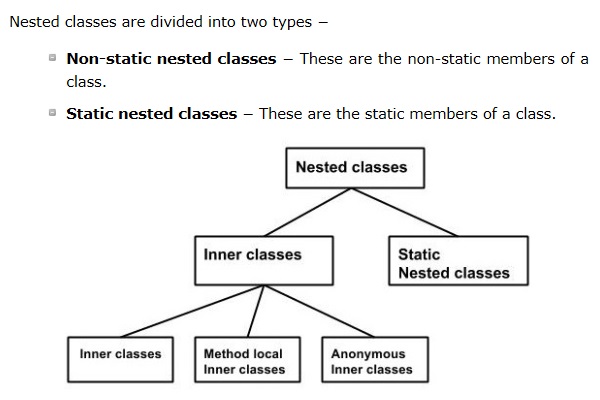 Nested classes are divided into two types –
Non-static nested classes – These are the non-static members of a
class.
Static nested classes – These are the static members of a class.
Nested classes
Inner classes
Static
Nested classes
Inner classes
Method local
Inner classes
Anonymous
Inner classes